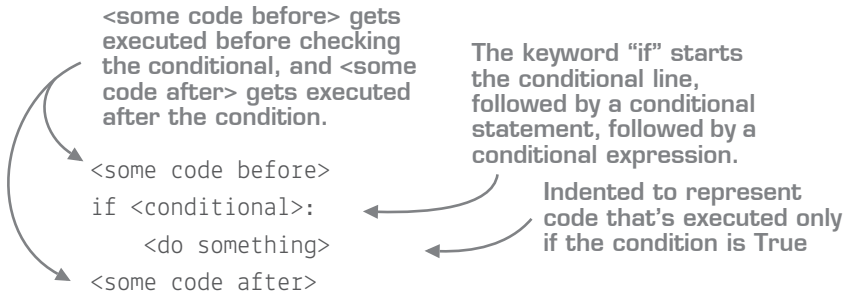 <some code before> gets
executed before checking
the conditional, and <some
code after> gets executed
after the condition.
The keyword “if” starts
the conditional line,
followed by a conditional
statement, followed by a
conditional expression.
<some code before>
if <conditional>:
<do something>
<some code after>
Indented to represent
code that’s executed only
if the condition is True